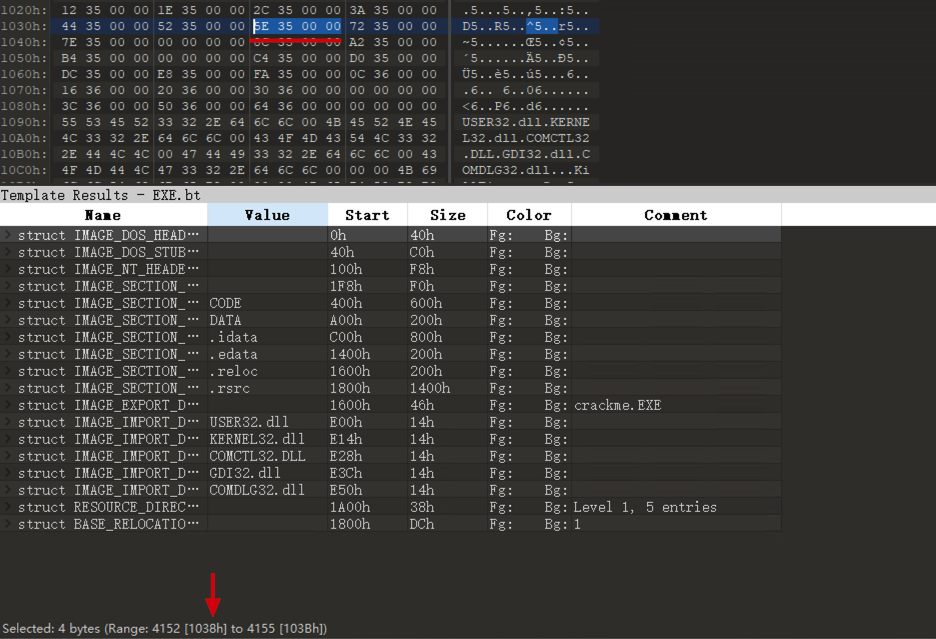 1020h: 12 35 00 00 1E 35 00 00 2C 35 00 00 3A 35 00 00 .5...5..,5..:5..
1030h: 44 35 00 00 52 35 00 00 5E 35 00 00 72 35 00 00 D5..R5..^5..r5..
1040h: 7E 35 00 00 00 00 00 00 8C 35 00 00 A2 35 00 00 ~5......Œ5..¢5..
1050h: B4 35 00 00 00 00 00 00 C4 35 00 00 D0 35 00 00 ´5......Ä5..Ð5..
1060h: DC 35 00 00 E8 35 00 00 FA 35 00 00 0C 36 00 00 Ü5..è5..ú5...6..
1070h: 16 36 00 00 20 36 00 00 30 36 00 00 00 00 00 00 .6.. 6..06......
1080h: 3C 36 00 00 50 36 00 00 64 36 00 00 00 00 00 00 <6..P6..d6......
1090h: 55 53 45 52 33 32 2E 64 6C 6C 00 4B 45 52 4E 45 USER32.dll.KERNE
10A0h: 4C 33 32 2E 64 6C 6C 00 43 4F 4D 43 54 4C 33 32 L32.dll.COMCTL32
10B0h: 2E 44 4C 4C 00 47 44 49 33 32 2E 64 6C 6C 00 43 .DLL.GDI32.dll.C
10C0h: 4F 4D 44 4C 47 33 32 2E 64 6C 6C 00 00 00 4B 69 OMDLG32.dll...Ki
Template Results - EXE.bt
Name Value Start Size Color Comment
struct IMAGE_DOS_HEAD··· 0h 40h Fg: Bg:
struct IMAGE_DOS_STUB··· 40h C0h Fg: Bg:
struct IMAGE_NT_HEADE··· 100h F8h Fg: Bg:
struct IMAGE_SECTION_··· 1F8h F0h Fg: Bg:
struct IMAGE_SECTION_··· CODE 400h 600h Fg: Bg:
struct IMAGE_SECTION_··· DATA A00h 200h Fg: Bg:
struct IMAGE_SECTION_··· .idata C00h 800h Fg: Bg:
struct IMAGE_SECTION_··· .edata 1400h 200h Fg: Bg:
struct IMAGE_SECTION_··· .reloc 1600h 200h Fg: Bg:
struct IMAGE_SECTION_··· .rsrc 1800h 1400h Fg: Bg:
struct IMAGE_EXPORT_D··· 1600h 46h Fg: Bg: crackme.EXE
struct IMAGE_IMPORT_D··· USER32.dll E00h 14h Fg: Bg:
struct IMAGE_IMPORT_D··· KERNEL32.dll E14h 14h Fg: Bg:
struct IMAGE_IMPORT_D··· COMCTL32.DLL E28h 14h Fg: Bg:
struct IMAGE_IMPORT_D··· GDI32.dll E3Ch 14h Fg: Bg:
struct IMAGE_IMPORT_D··· COMDLG32.dll E50h 14h Fg: Bg:
struct RESOURCE_DIREC··· 1A00h 38h Fg: Bg: Level 1, 5 entries
struct BASE_RELOCATIO··· 1800h DCh Fg: Bg: 1
Selected: 4 bytes (Range: 4152 [1038h] to 4155 [103Bh])